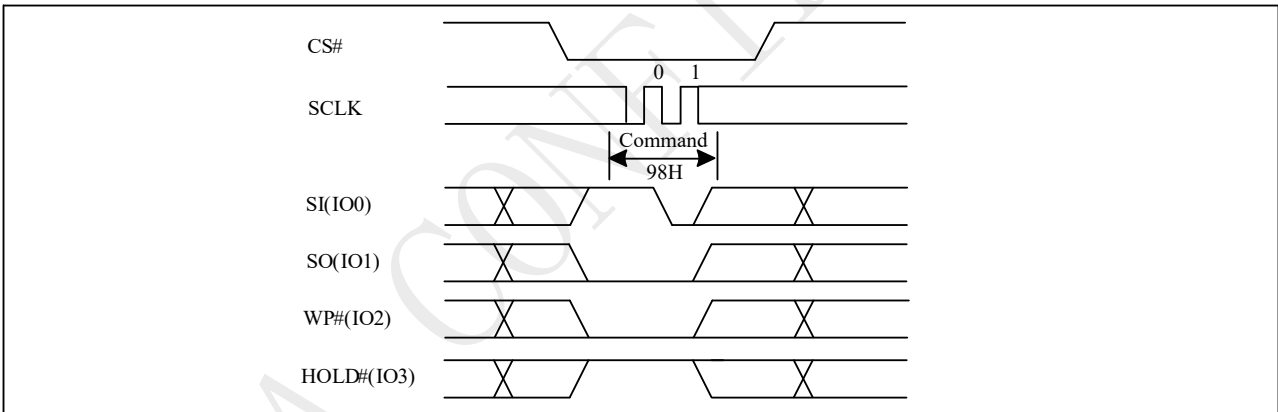 CS#
0 1
SCLK
Command
98H
SI(IO0)
SO(IO1)
WP#(IO2)
HOLD#(IO3)